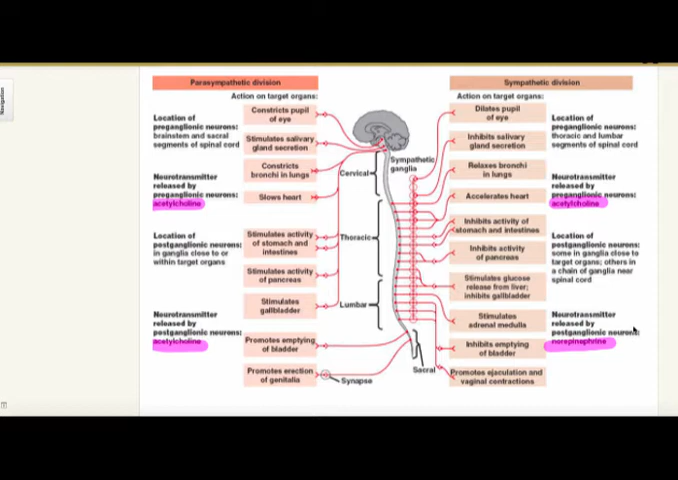 Navigation
Parasympathetic division
Action on target organs:
Location of
preganglionic neurons:
brainstem and sacral
segments of spinal cord
Neurotransmitter
released by
preganglionic neurons:
acetylcholine
Location of
postganglionic neurons:
in ganglia close to or
within target organs
Neurotransmitter
released by
postganglionic neurons:
acetylcholine
Constricts pupil
of eye
Stimulates salivary
gland secretion
Constricts
bronchi in lungs
Slows heart
Stimulates activity
of stomach and
intestines
Stimulates activity
of pancreas
Stimulates
gallbladder
Promotes emptying
of bladder
Promotes erection
of genitalia
Synapse
Cervical
Thoracic
Lumbar
Sacral
Sympathetic
ganglia
Sympathetic division
Action on target organs:
Dilates pupil
of eye
Inhibits salivary
gland secretion
Relaxes bronchi
in lungs
Accelerates heart
Inhibits activity of
stomach and intestines
Inhibits activity
of pancreas
Stimulates glucose
release from liver;
inhibits gallbladder
Stimulates
adrenal medulla
Inhibits emptying
of bladder
Promotes ejaculation and
vaginal contractions
Location of
preganglionic neurons:
thoracic and lumbar
segments of spinal cord
Neurotransmitter
released by
preganglionic neurons:
acetylcholine
Location of
postganglionic neurons:
some in ganglia close to
target organs; others in
a chain of ganglia near
spinal cord
Neurotransmitter
released by
postganglionic neurons:
norepinephrine